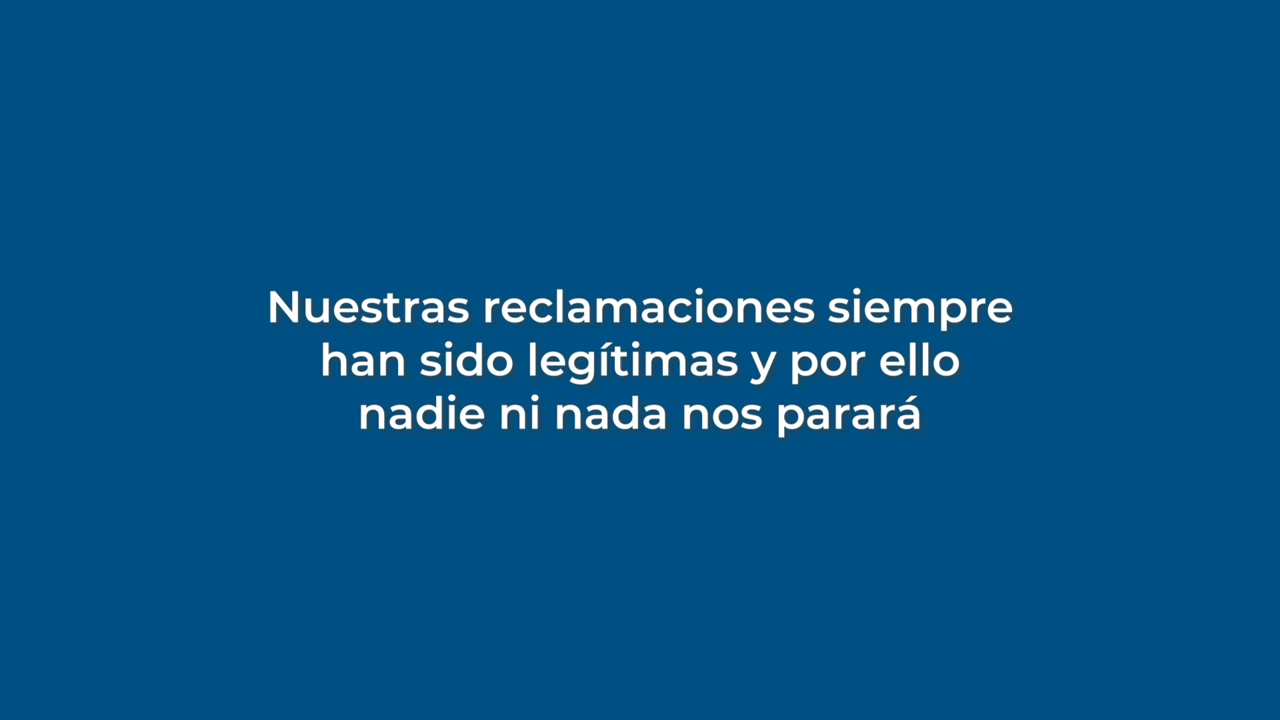 Nuestras reclamaciones siempre
han sido legítimas y por ello
nadie ni nada nos parará